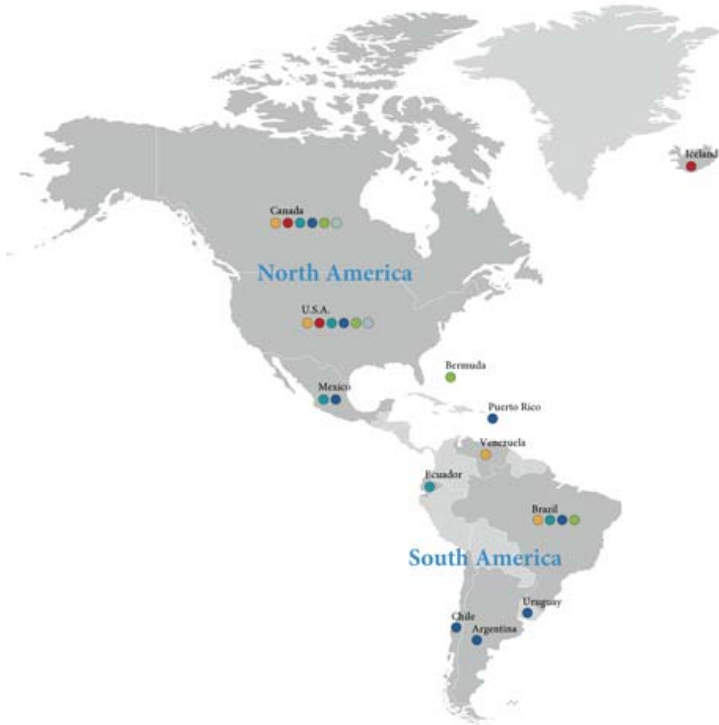 Iceland
Canada
North America
U.S.A.
Bermuda
Mexico
Puerto Rico
Venezuela
Ecuador
Brazil
South America
Uruguay
Chile
Argentina